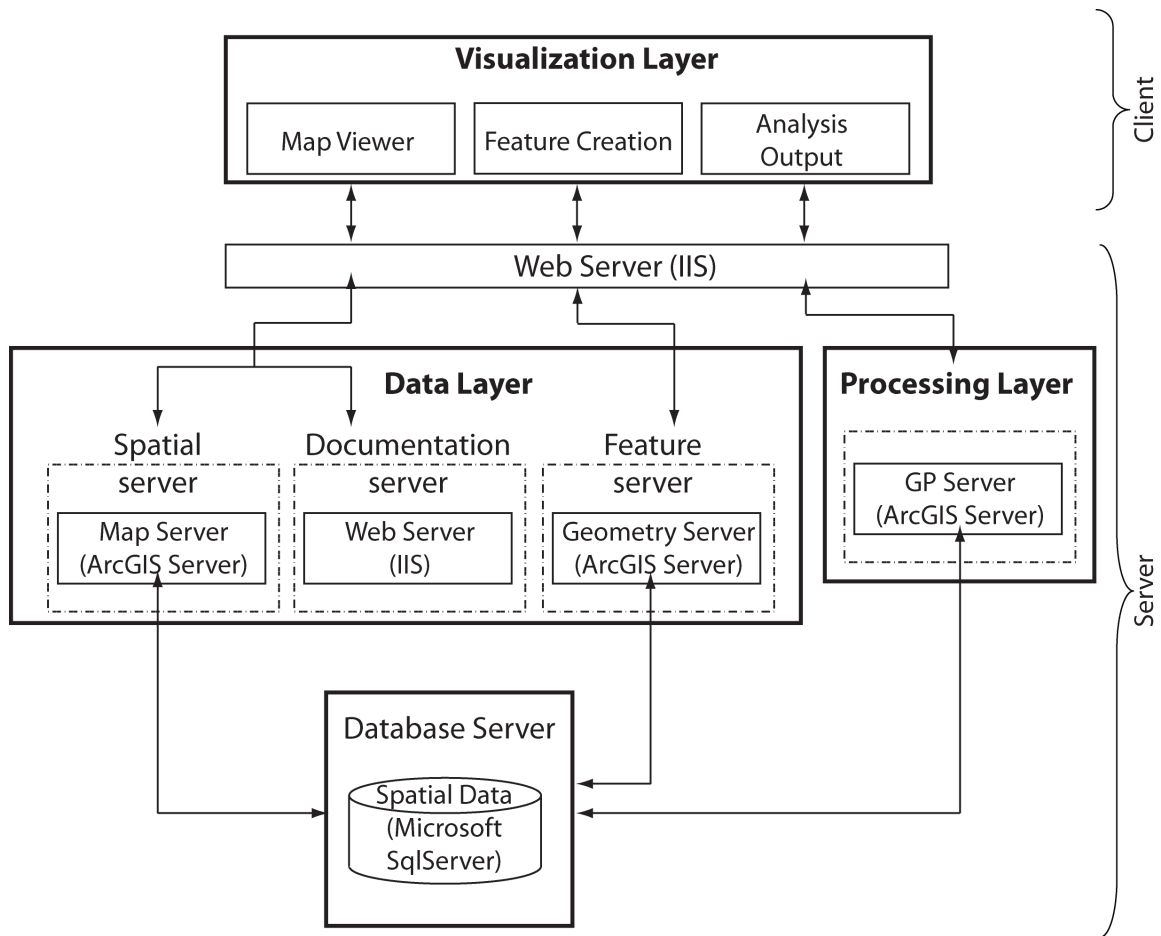 Visualization Layer
Map Viewer
Feature Creation
Analysis
Output
Client
Web Server (IIS)
Data Layer
Processing Layer
Spatial
server
Documentation
server
Feature
server
Map Server
(ArcGIS Server)
Web Server
(IIS)
Geometry Server
(ArcGIS Server)
GP Server
(ArcGIS Server)
Server
Database Server
Spatial Data
(Microsoft
SqlServer)